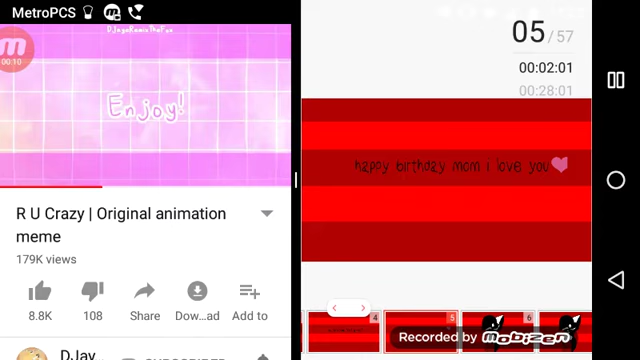 MetroPCS
DJayaRemixTheFox
00:10
Enjoy!
R U Crazy | Original animation
meme
179K views
8.8K
108
Share
Dow...ad
Add to
05 / 57
00:02:01
00:28:01
happy birthday mom i love you
4
5
6
Recorded by Mobizen